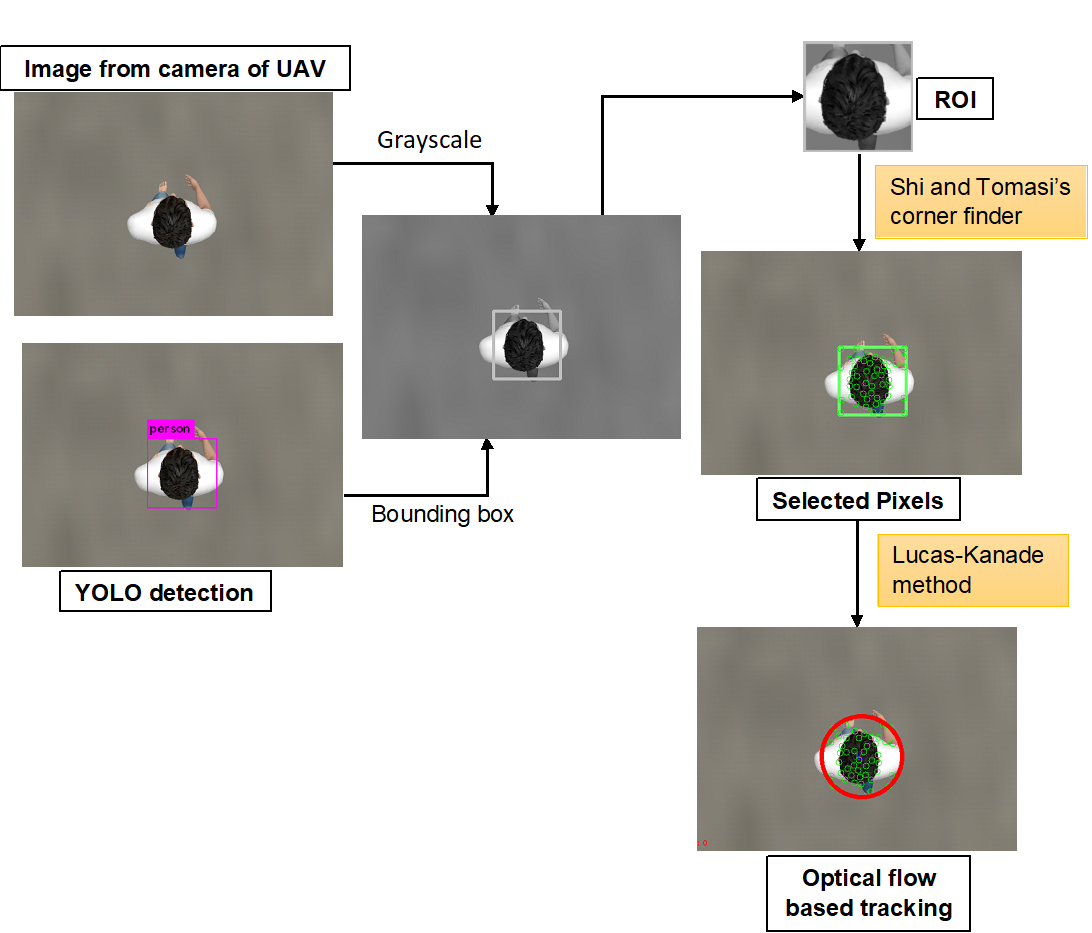 Image from camera of UAV
Grayscale
ROI
Shi and Tomasi's
corner finder
person
Bounding box
YOLO detection
Selected Pixels
Lucas-Kanade
method
Optical flow
based tracking